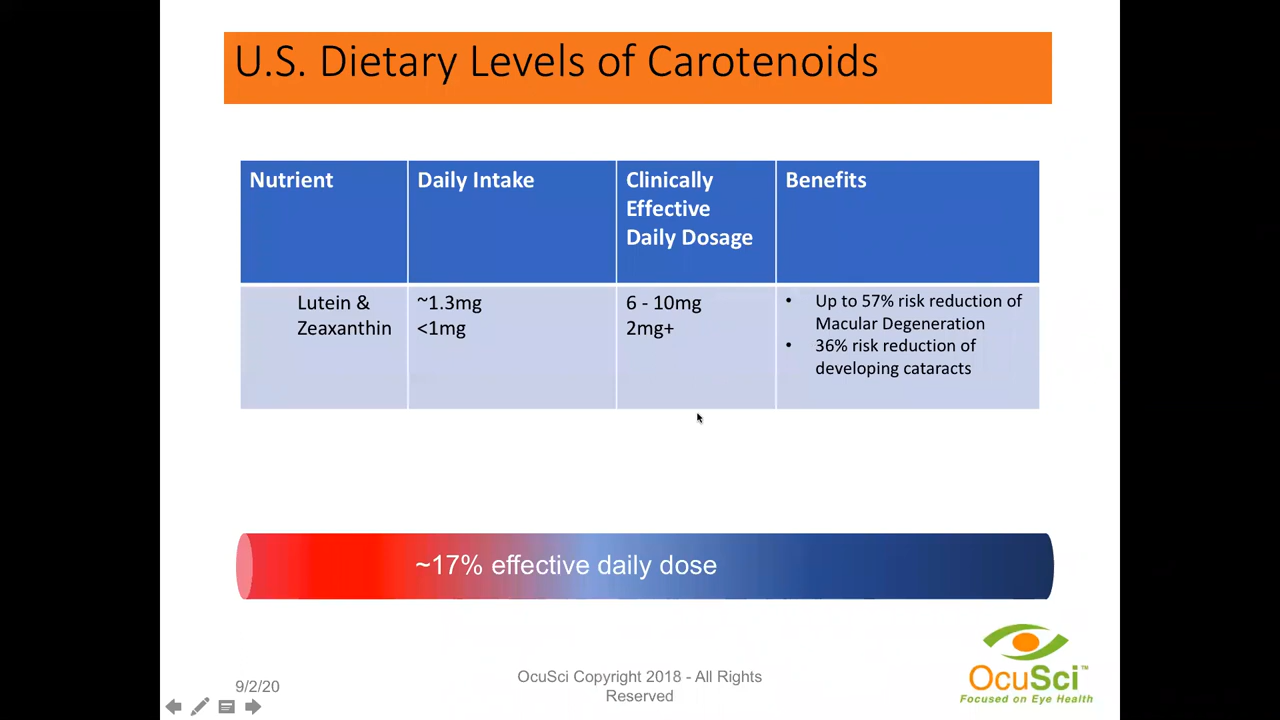 U.S. Dietary Levels of Carotenoids
Nutrient
Daily Intake
Clinically
Effective
Daily Dosage
Benefits
Lutein &
Zeaxanthin
~1.3mg
<1mg
6 - 10mg
2mg+
• Up to 57% risk reduction of
Macular Degeneration
• 36% risk reduction of
developing cataracts
~17% effective daily dose
9/2/20
OcuSci Copyright 2018 - All Rights
Reserved
OcuSci™
Focused on Eye Health